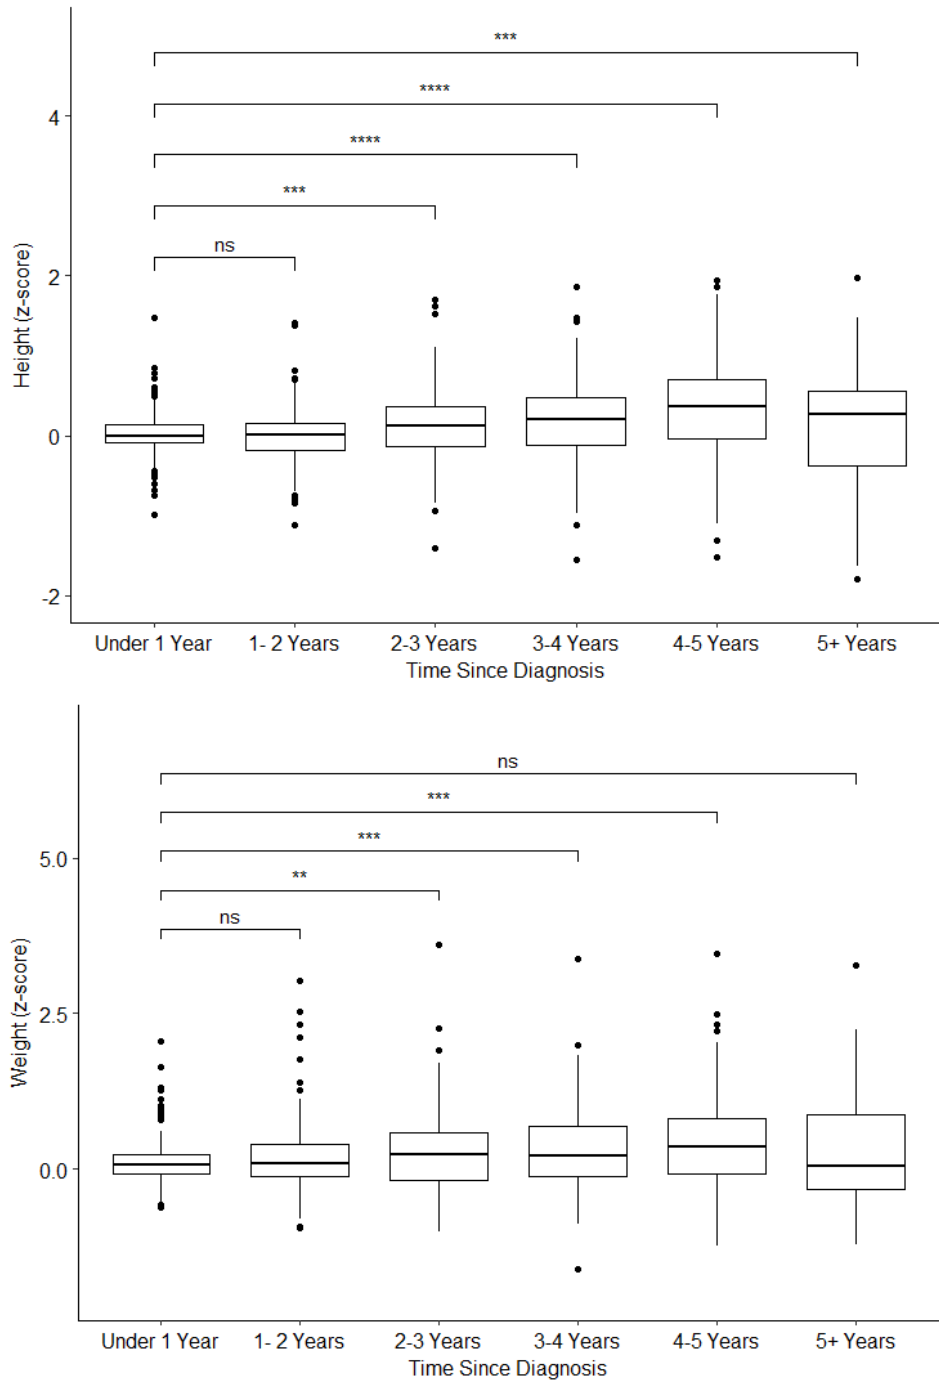 ***
****
4
****
***
ns
2
Height (z-score)
0
-2
Under 1 Year 1- 2 Years 2-3 Years 3-4 Years 4-5 Years 5+ Years
Time Since Diagnosis
ns
***
***
5.0
**
ns
2.5
Weight (z-score)
0.0
Under 1 Year 1- 2 Years 2-3 Years 3-4 Years 4-5 Years 5+ Years
Time Since Diagnosis